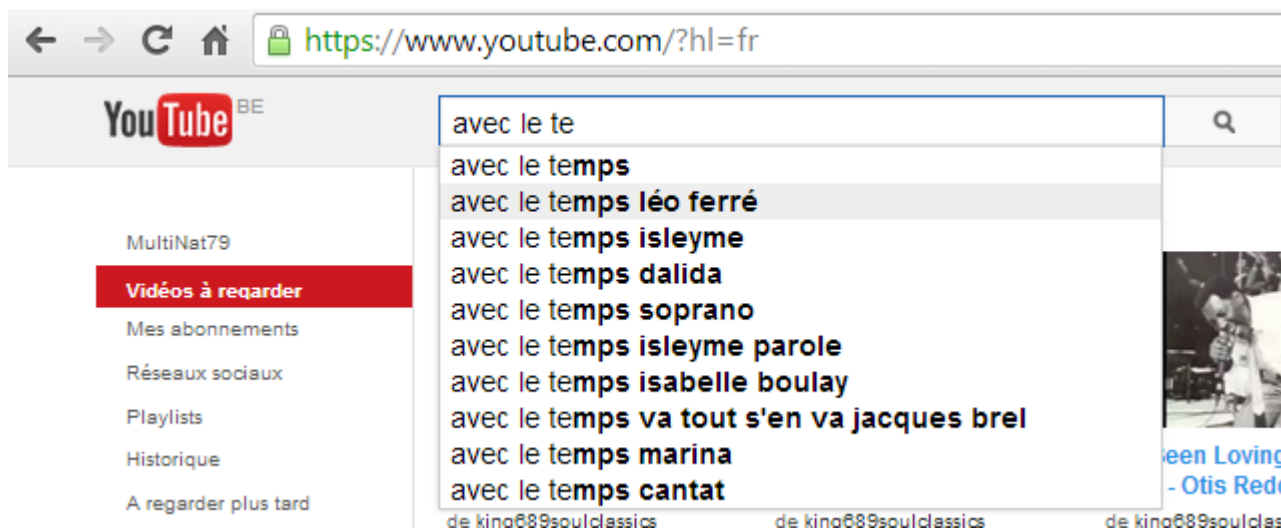 https://www.youtube.com/?hl=fr
YouTube BE
avec le te
avec le temps
avec le temps léo ferré
avec le temps isleyme
avec le temps dalida
avec le temps soprano
avec le temps isleyme parole
avec le temps isabelle boulay
avec le temps va tout s'en va jacques brel
avec le temps marina
avec le temps cantat
MultiNat79
Vidéos à regarder
Mes abonnements
Réseaux sociaux
Playlists
Historique
A regarder plus tard
een Loving
- Otis Red
de king689soulclassics
de king689soulclassics
de king689soulclas